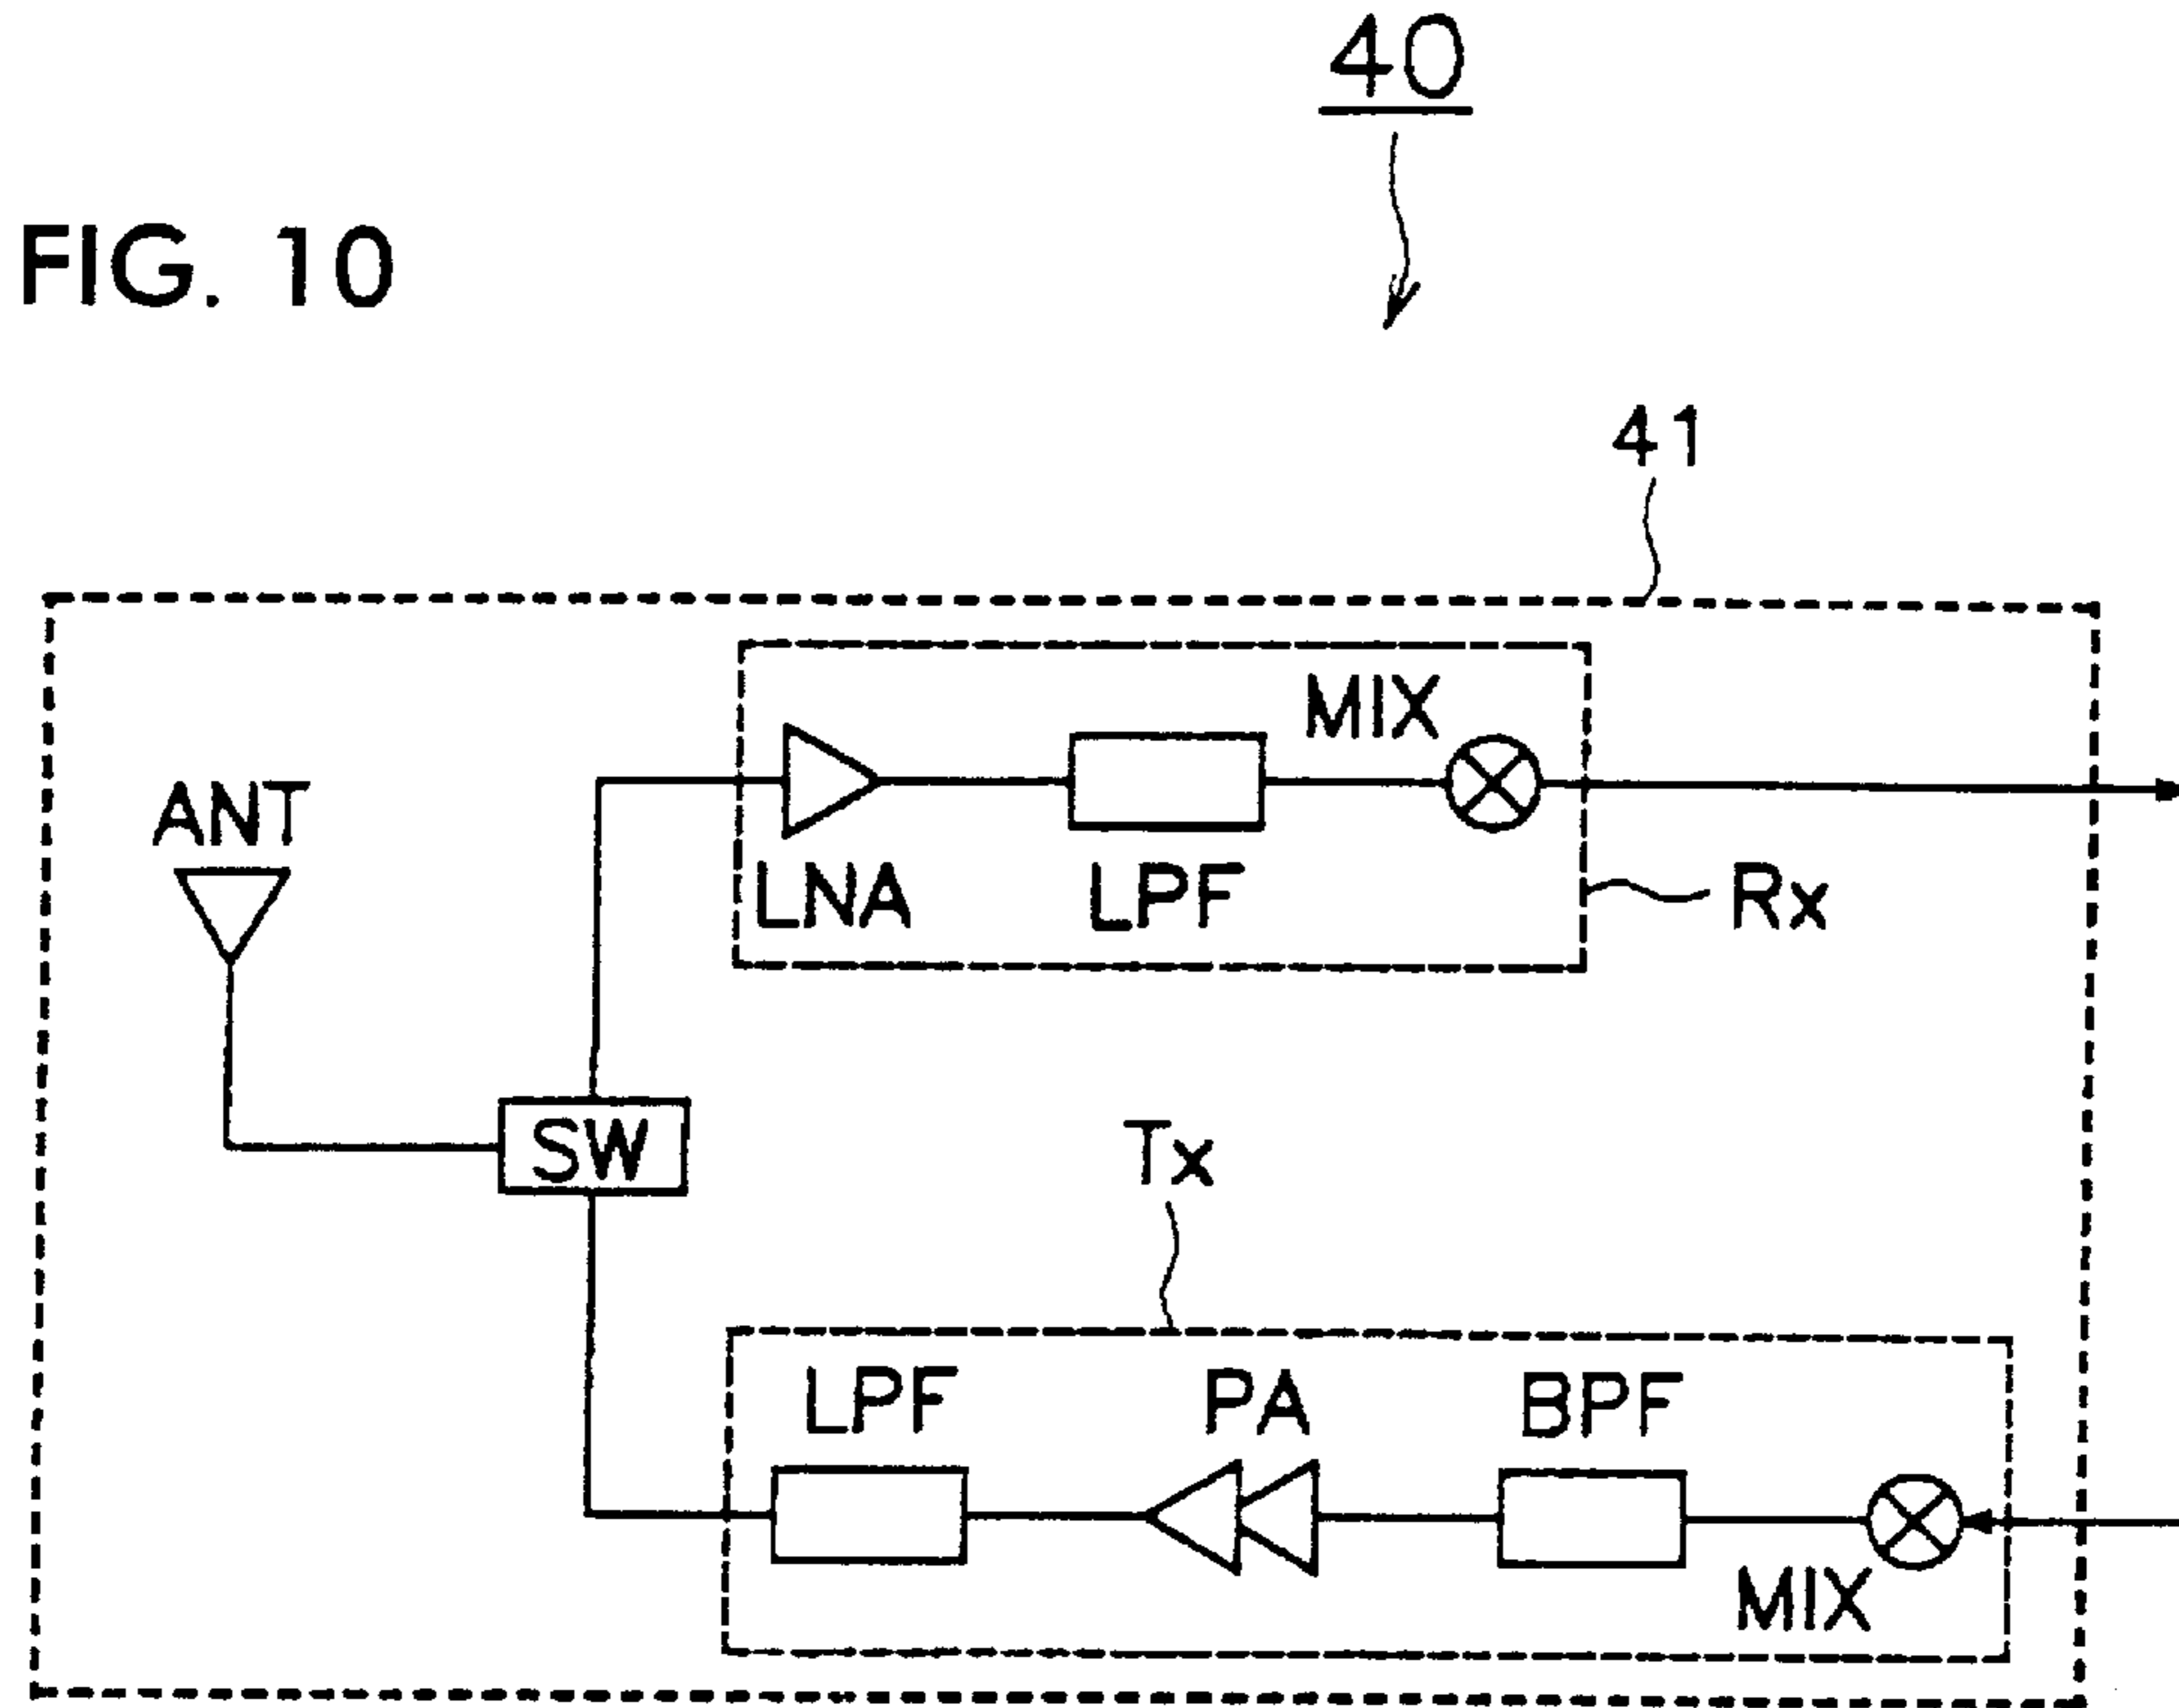 40
FIG. 10
41
MIX
ANT
LNA
LPF
Rx
SW
Tx
LPF
PA
BPF
MIX